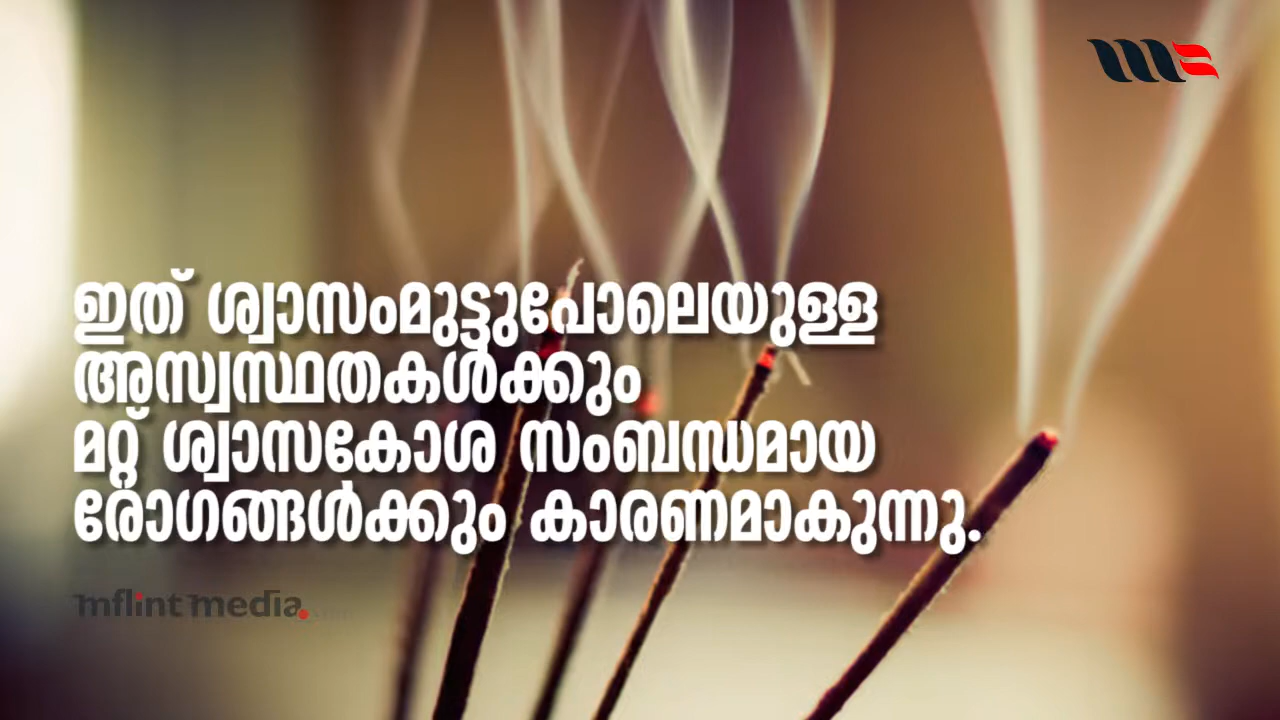 ഇത് ശ്വാസംമുട്ടുപോലെയുള്ള
അസ്വസ്ഥതകൾക്കും
മറ്റ് ശ്വാസകോശ സംബന്ധമായ
രോഗങ്ങൾക്കും കാരണമാകുന്നു.
mflint media.